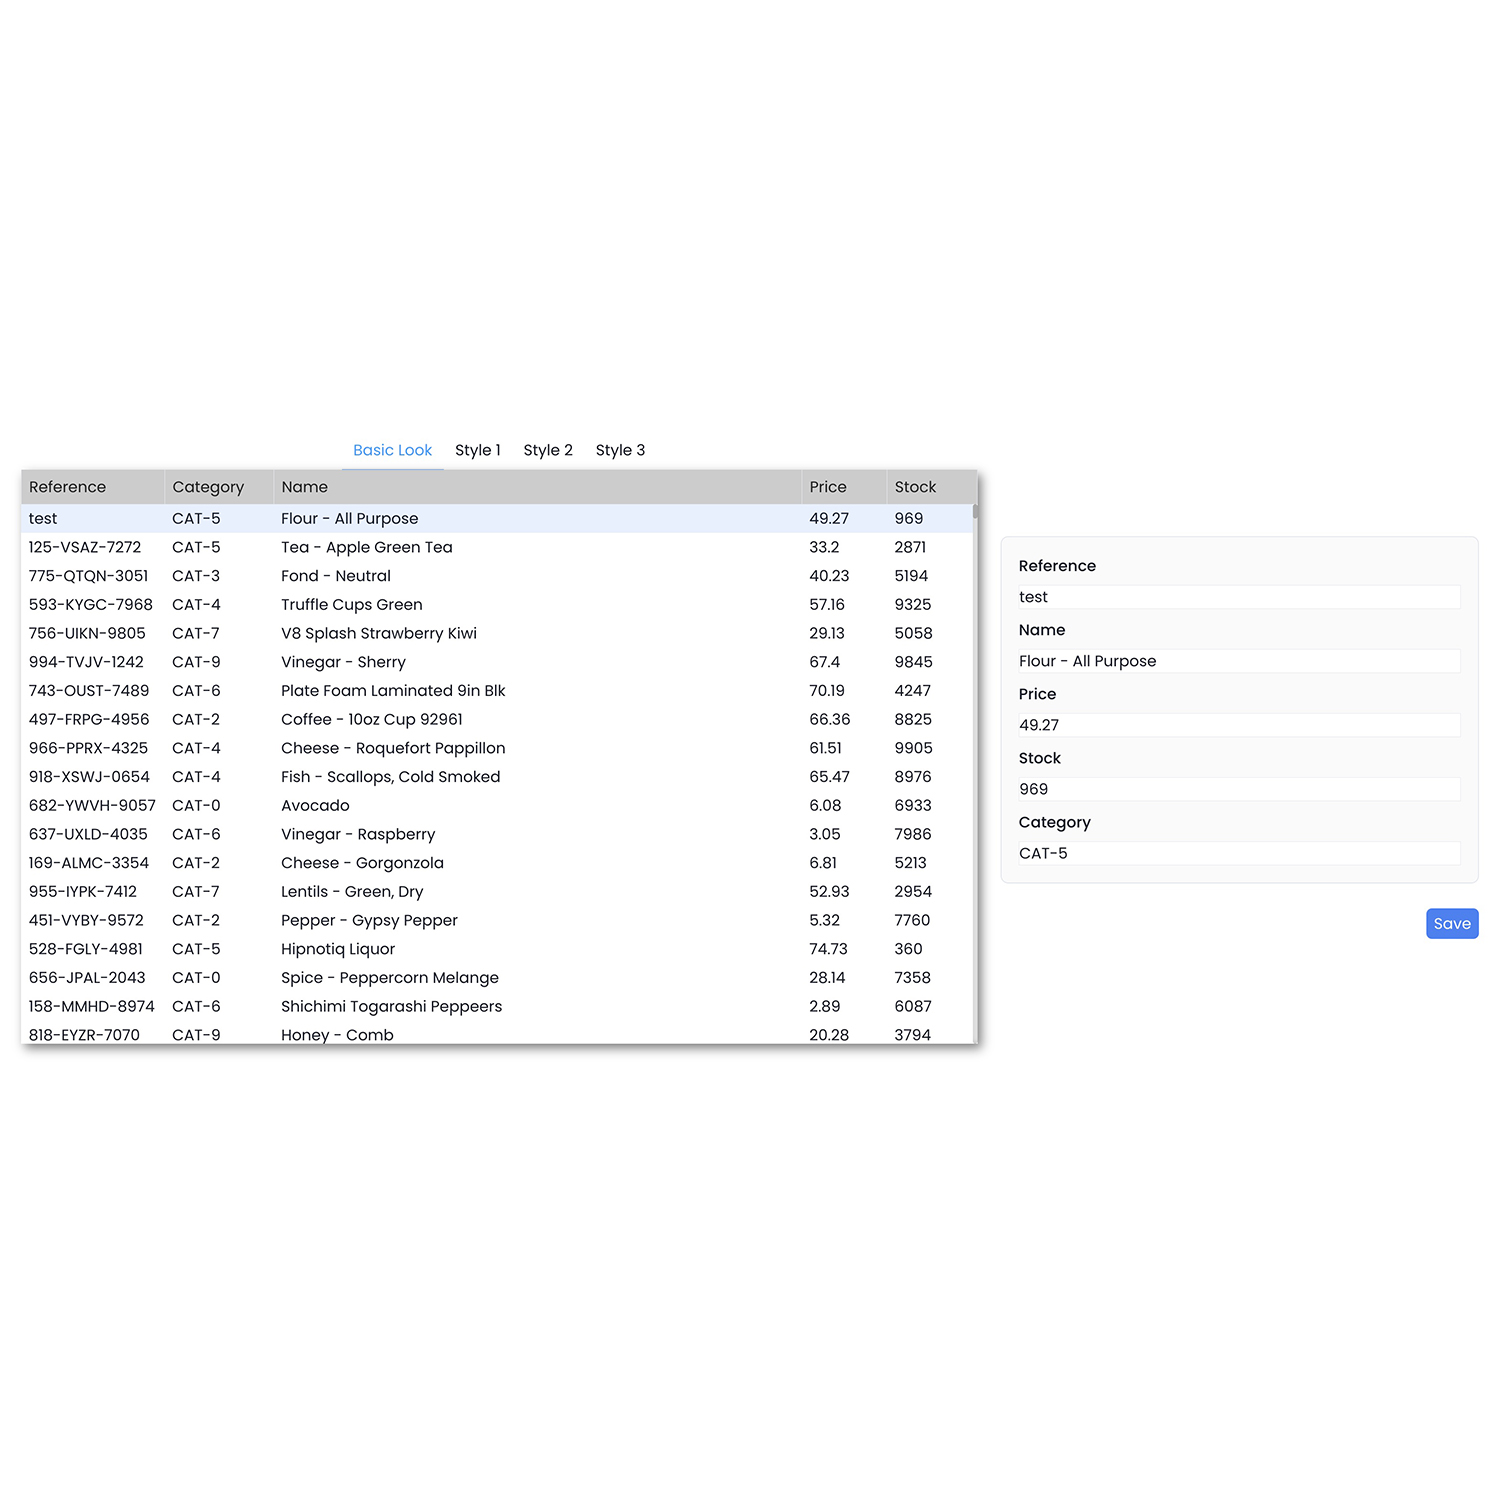 Basic Look Style 1 Style 2 Style 3
Reference Category Name Price Stock
test CAT-5 Flour - All Purpose 49.27 969
125-VSAZ-7272 CAT-5 Tea - Apple Green Tea 33.2 2871
775-QTQN-3051 CAT-3 Fond - Neutral 40.23 5194
593-KYGC-7968 CAT-4 Truffle Cups Green 57.16 9325
756-UIKN-9805 CAT-7 V8 Splash Strawberry Kiwi 29.13 5058
994-TVJV-1242 CAT-9 Vinegar - Sherry 67.4 9845
743-OUST-7489 CAT-6 Plate Foam Laminated 9in Blk 70.19 4247
497-FRPG-4956 CAT-2 Coffee - 10oz Cup 92961 66.36 8825
966-PPRX-4325 CAT-4 Cheese - Roquefort Pappillon 61.51 9905
918-XSWJ-0654 CAT-4 Fish - Scallops, Cold Smoked 65.47 8976
682-YWVH-9057 CAT-0 Avocado 6.08 6933
637-UXLD-4035 CAT-6 Vinegar - Raspberry 3.05 7986
169-ALMC-3354 CAT-2 Cheese - Gorgonzola 6.81 5213
955-IYPK-7412 CAT-7 Lentils - Green, Dry 52.93 2954
451-VYBY-9572 CAT-2 Pepper - Gypsy Pepper 5.32 7760
528-FGLY-4981 CAT-5 Hipnotiq Liquor 74.73 360
656-JPAL-2043 CAT-0 Spice - Peppercorn Melange 28.14 7358
158-MMHD-8974 CAT-6 Shichimi Togarashi Peppeers 2.89 6087
818-EYZR-7070 CAT-9 Honey - Comb 20.28 3794
Reference
test
Name
Flour - All Purpose
Price
49.27
Stock
969
Category
CAT-5
Save